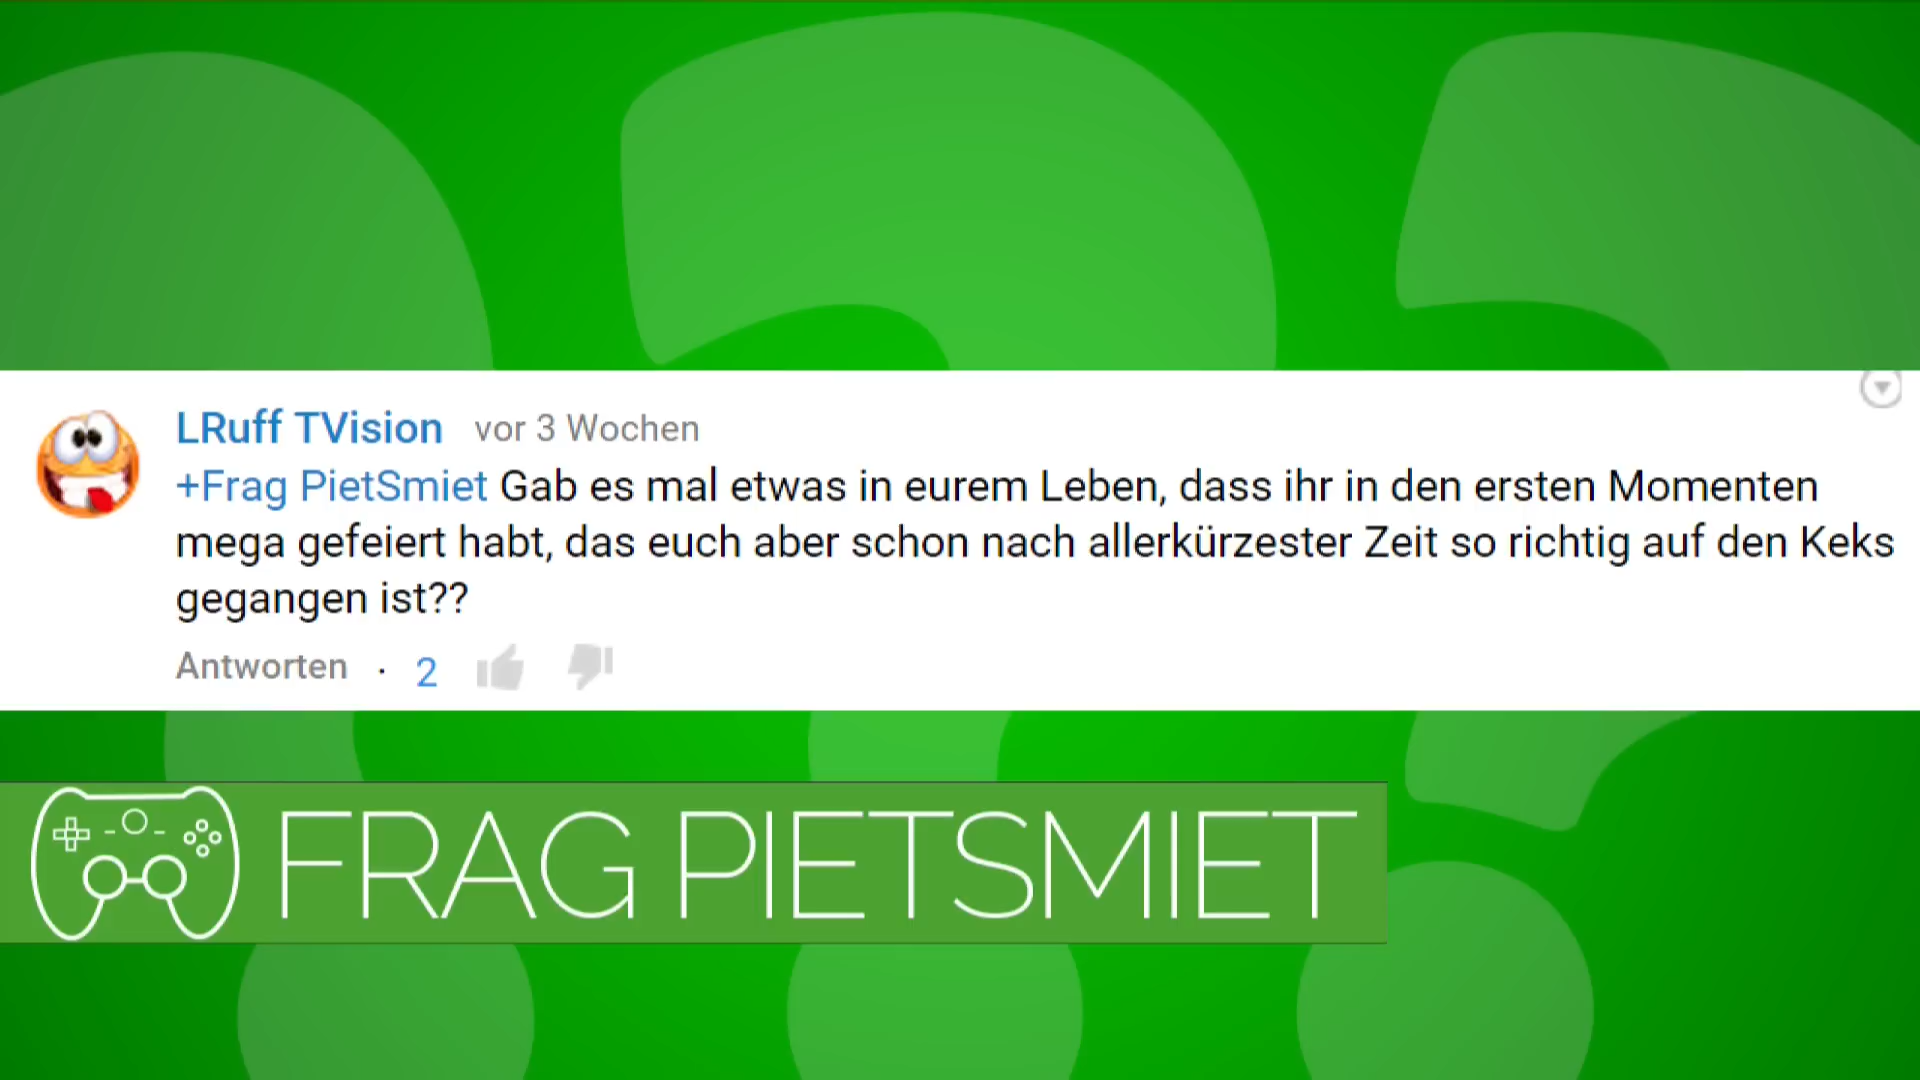 LRuff TVision vor 3 Wochen
+Frag PietSmiet Gab es mal etwas in eurem Leben, dass ihr in den ersten Momenten
mega gefeiert habt, das euch aber schon nach allerkürzester Zeit so richtig auf den Keks
gegangen ist??
Antworten · 2
FRAG PIETSMIET